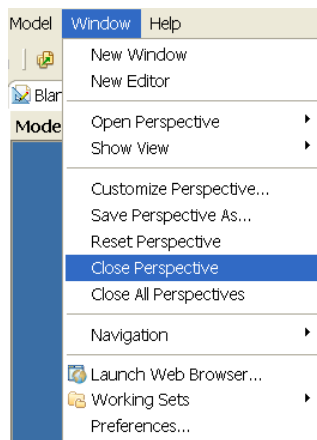 Model Window Help
New Window
New Editor
Blar
Mode
Open Perspective
Show View
Customize Perspective...
Save Perspective As...
Reset Perspective
Close Perspective
Close All Perspectives
Navigation
Launch Web Browser...
Working Sets
Preferences...